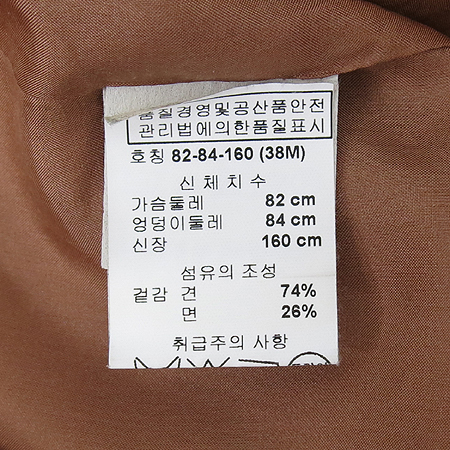 품질경영및공산품안전
관리법에의한품질표시
호칭 82-84-160 (38M)
신체치수
가슴둘레 82 cm
엉덩이둘레 84 cm
신장 160 cm
섬유의 조성
겉감 견 74%
면 26%
취급주의 사항